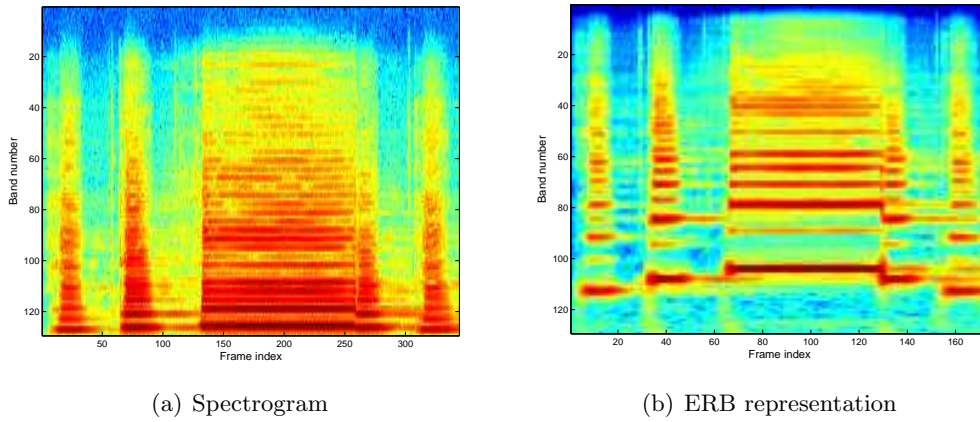 20
40
60
80
100
120
Band number
50 100 150 200 250 300
Frame index
(a) Spectrogram
20
40
60
80
100
120
Band number
20 40 60 80 100 120 140 160
Frame index
(b) ERB representation